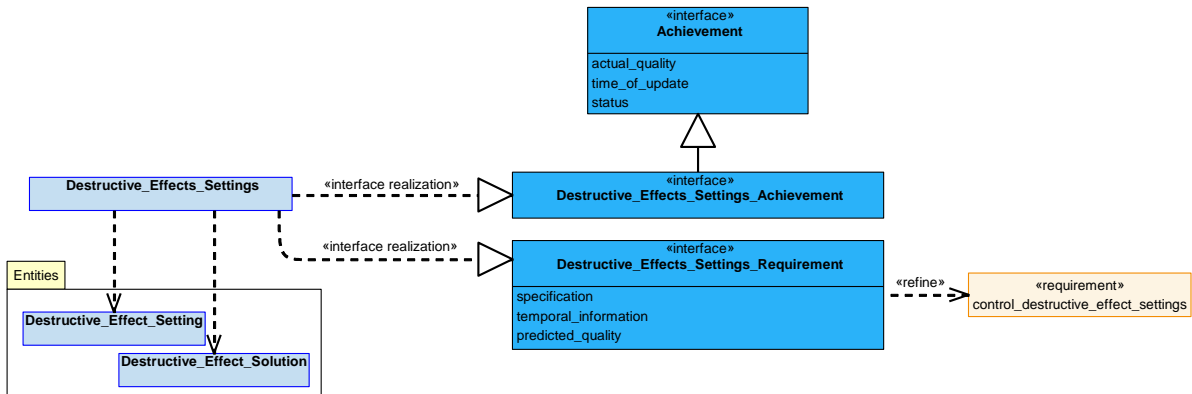 «interface»
Achievement
actual_quality
time_of_update
status
Destructive_Effects_Settings
«interface realization»
«interface»
Destructive_Effects_Settings_Achievement
«interface realization»
«interface»
Destructive_Effects_Settings_Requirement
specification
temporal_information
predicted_quality
«refine»
«requirement»
control_destructive_effect_settings
Entities
Destructive_Effect_Setting
Destructive_Effect_Solution